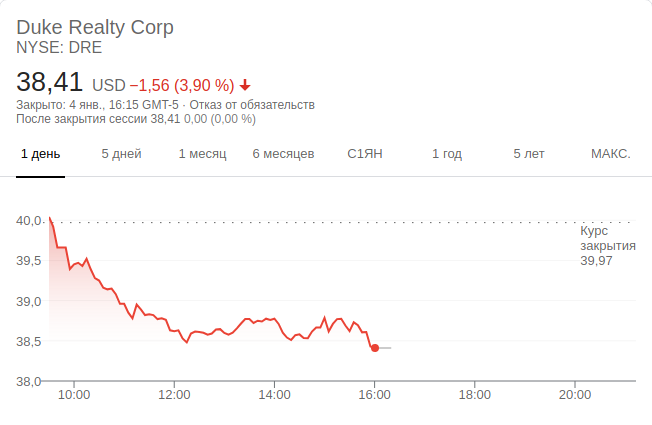 Duke Realty Corp
NYSE: DRE
38,41 USD −1,56 (3,90 %)
Закрыто: 4 янв., 16:15 GMT-5 · Отказ от обязательств
После закрытия сессии 38,41 0,00 (0,00 %)
1 день 5 дней 1 месяц 6 месяцев С1ЯН 1 год 5 лет МАКС.
40,0
Курс
закрытия
39,5
39,97
39,0
38,5
38,0
10:00 12:00 14:00 16:00 18:00 20:00